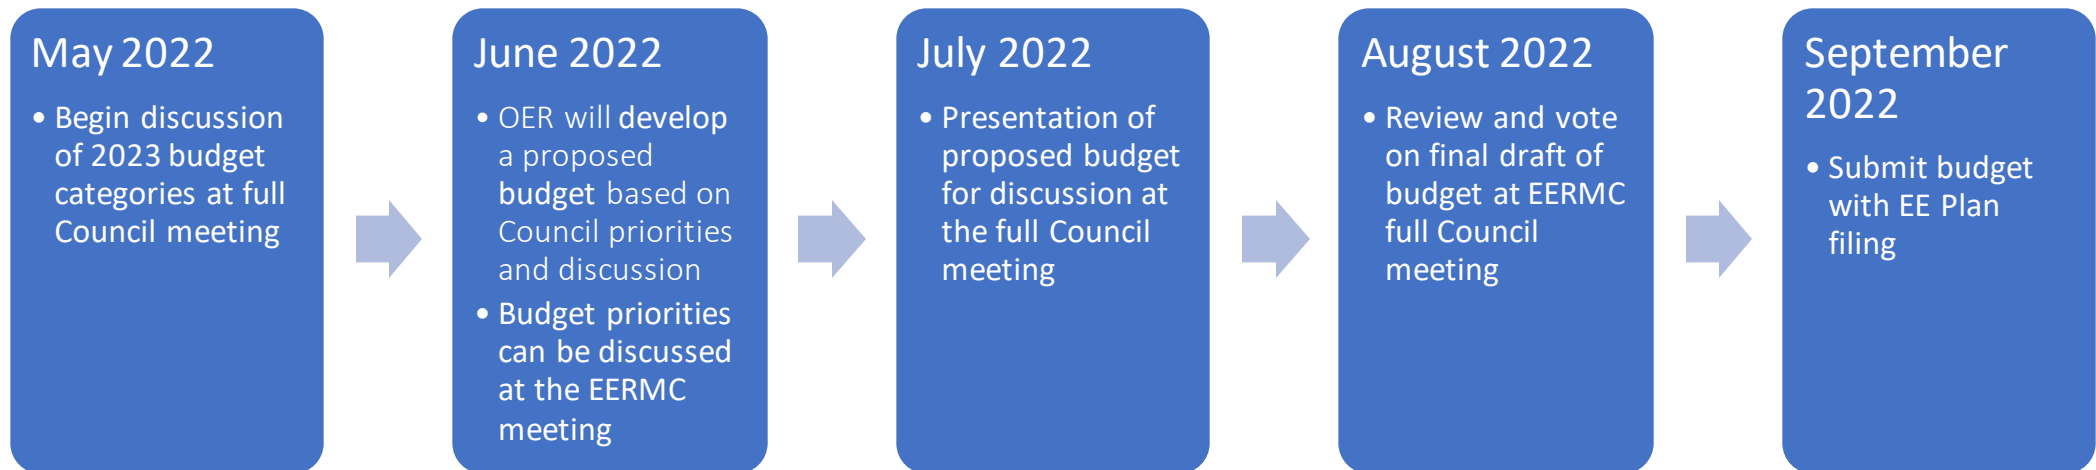 May 2022
• Begin discussion
of 2023 budget
categories at full
Council meeting
June 2022
• OER will develop
a proposed
budget based on
Council priorities
and discussion
• Budget priorities
can be discussed
at the EERMC
meeting
July 2022
• Presentation of
proposed budget
for discussion at
the full Council
meeting
August 2022
• Review and vote
on final draft of
budget at EERMC
full Council
meeting
September
2022
• Submit budget
with EE Plan
filing